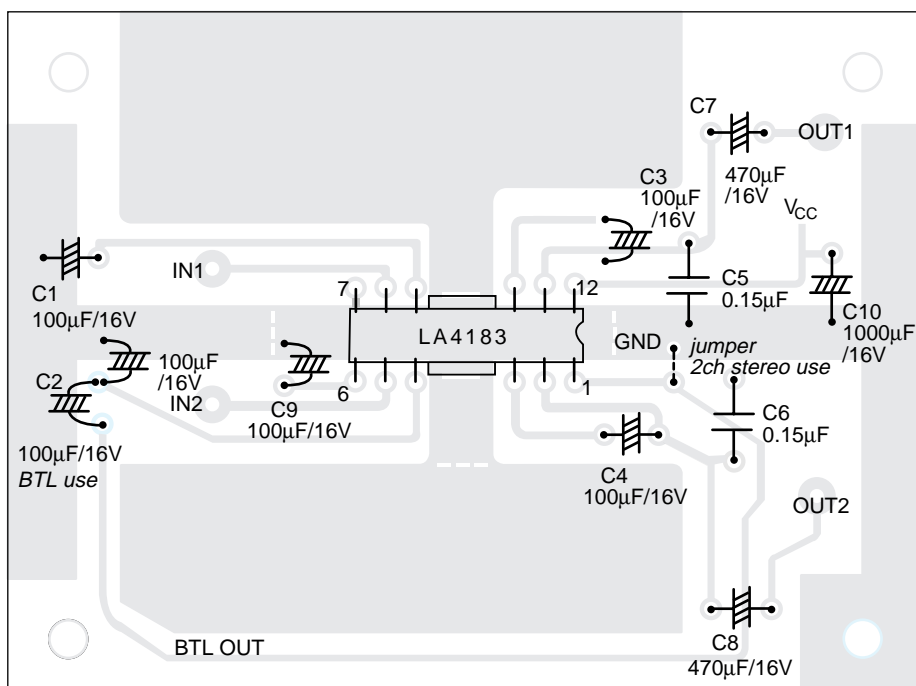 C7
OUT1
C3
100µF
/16V
470µF
/16V
VCC
IN1
C1
100µF/16V
7
12
C5
0.15µF
C10
1000µF
/16V
LA4183
GND
jumper
2ch stereo use
100µF
/16V
C2
IN2
C9
100µF/16V
6
1
C6
0.15µF
100µF/16V
BTL use
C4
100µF/16V
OUT2
BTL OUT
C8
470µF/16V